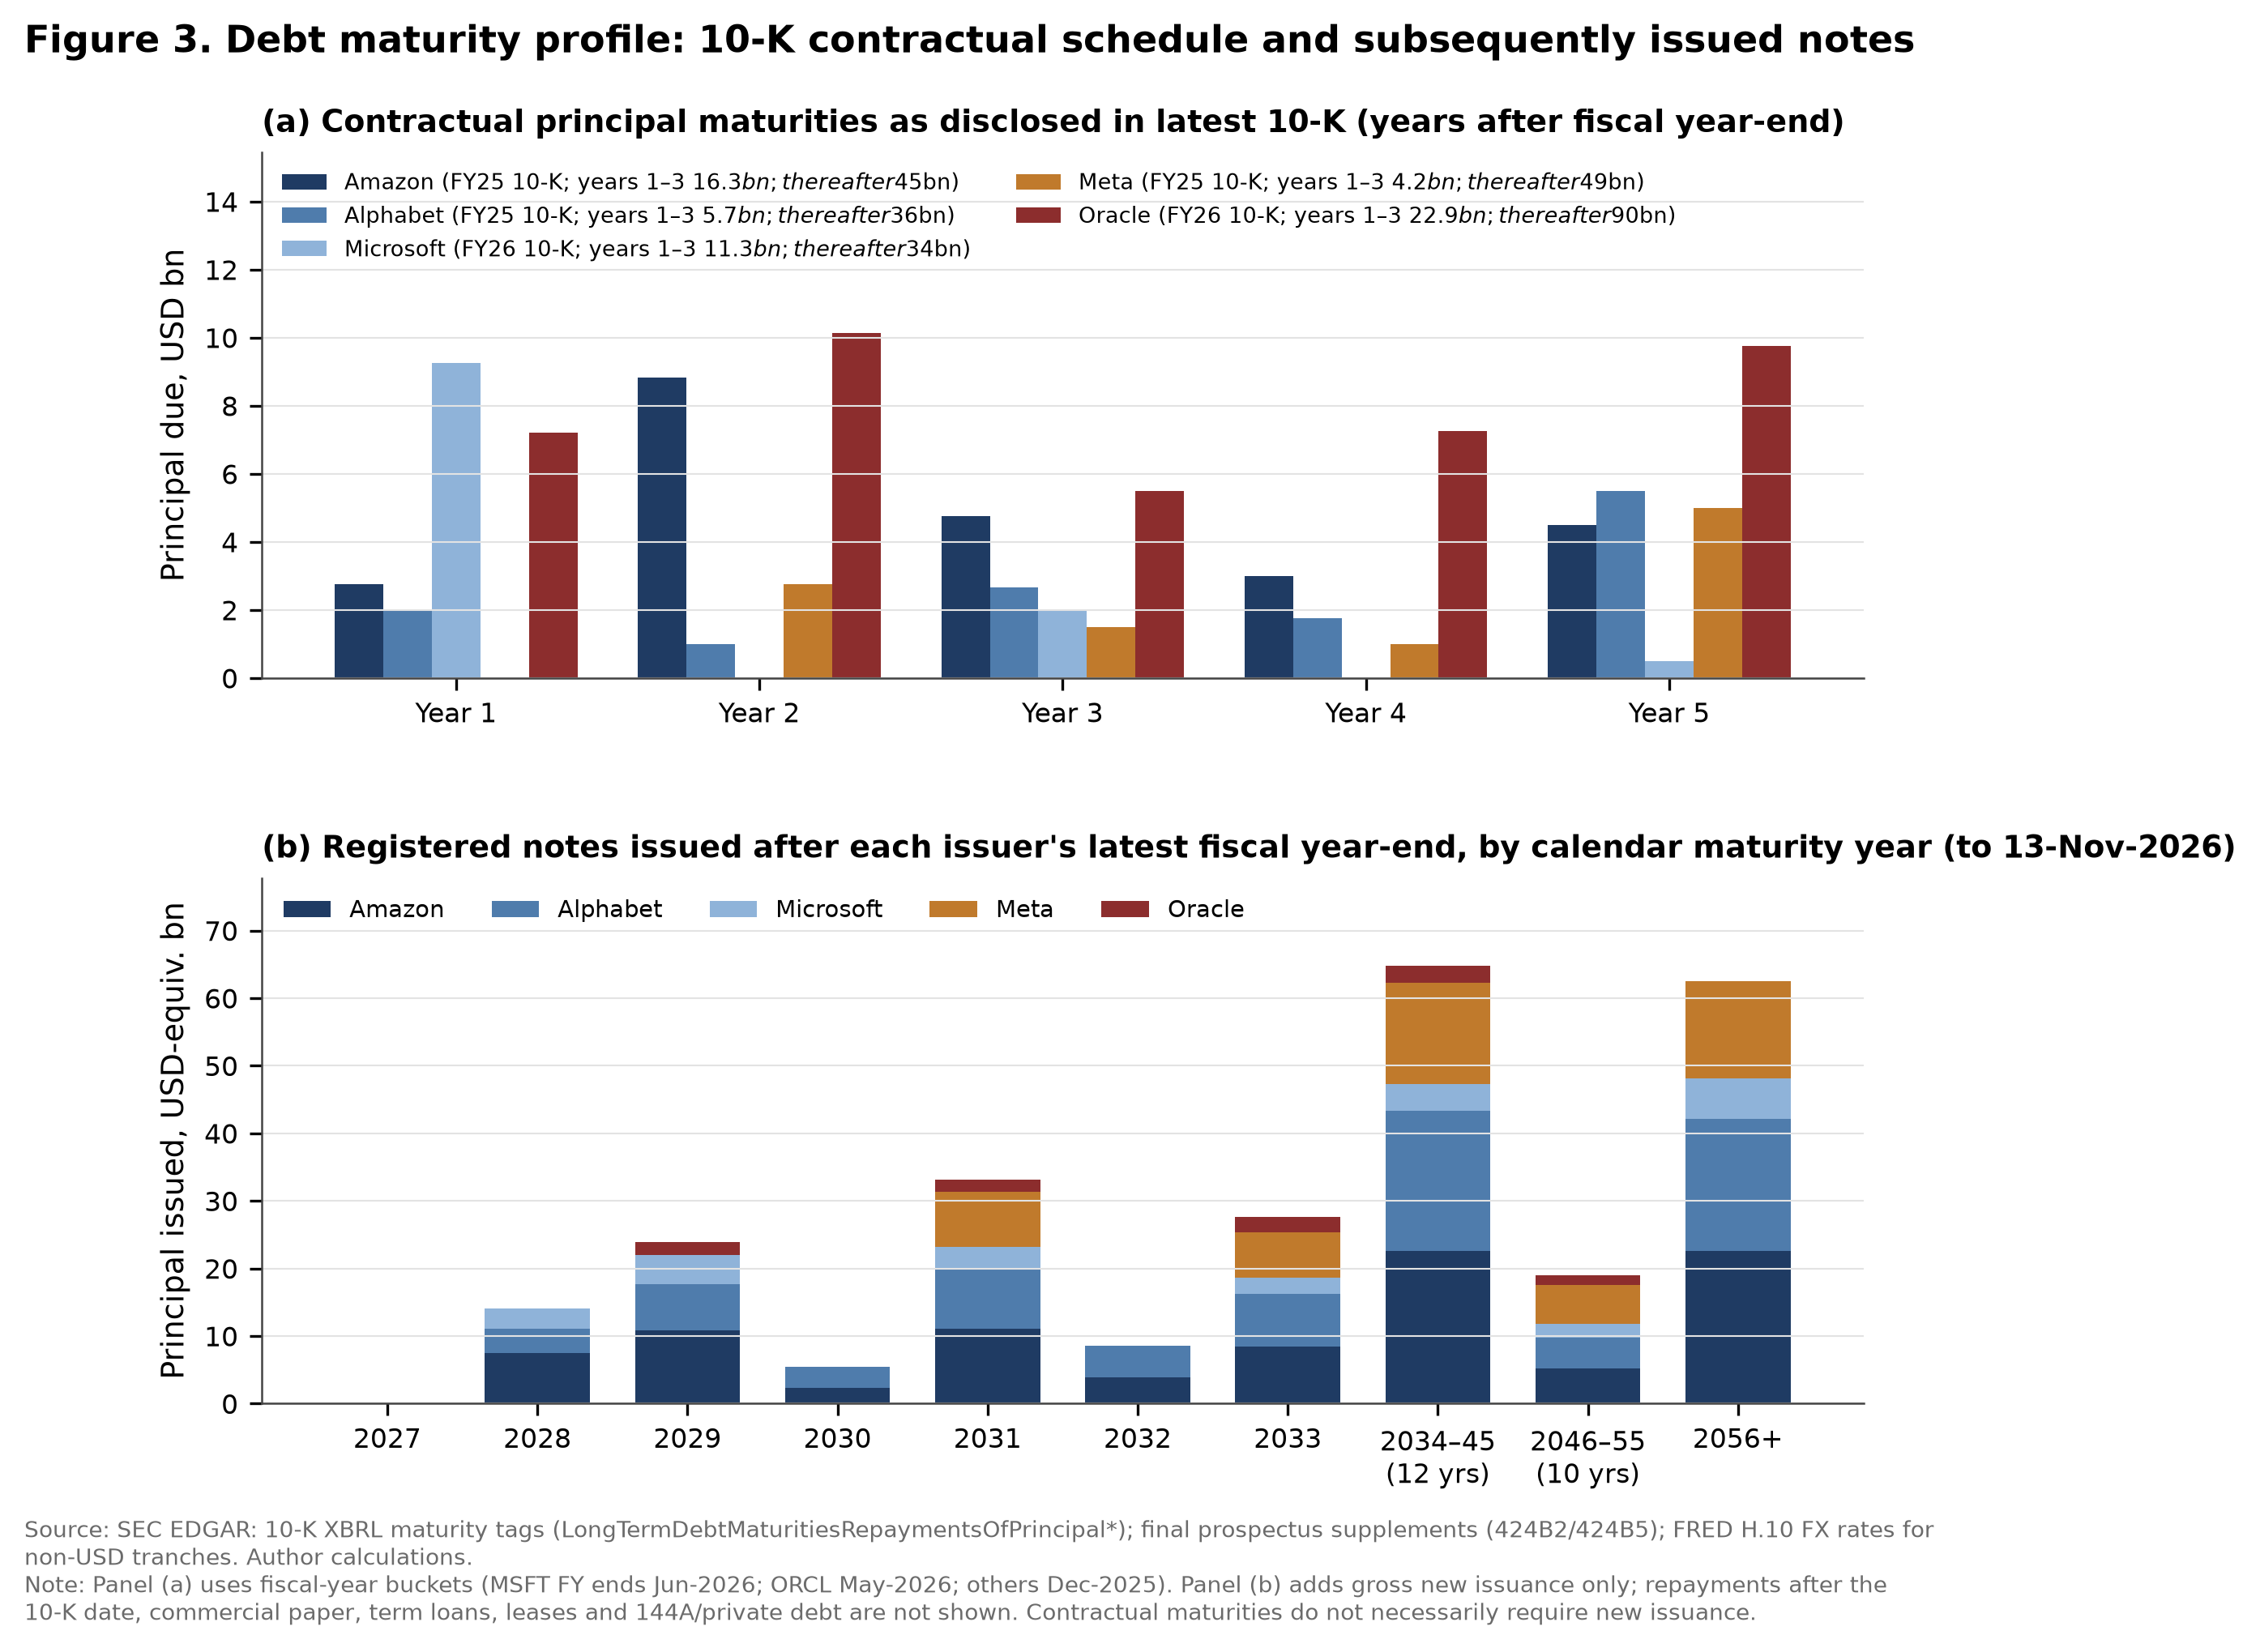 Figure 3. Debt maturity profile: 10-K contractual schedule and subsequently issued notes
(a) Contractual principal maturities as disclosed in latest 10-K (years after fiscal year-end)
Amazon (FY25 10-K; years 1–3 16.3bn;thereafter45bn)
Alphabet (FY25 10-K; years 1–3 5.7bn;thereafter36bn)
Microsoft (FY26 10-K; years 1–3 11.3bn;thereafter34bn)
Meta (FY25 10-K; years 1–3 4.2bn;thereafter49bn)
Oracle (FY26 10-K; years 1–3 22.9bn;thereafter90bn)
Principal due, USD bn
14
12
10
8
6
4
2
0
Year 1 Year 2 Year 3 Year 4 Year 5
(b) Registered notes issued after each issuer's latest fiscal year-end, by calendar maturity year (to 13-Nov-2026)
Amazon Alphabet Microsoft Meta Oracle
Principal issued, USD-equiv. bn
70
60
50
40
30
20
10
0
2027 2028 2029 2030 2031 2032 2033 2034–45 2046–55 2056+
(12 yrs) (10 yrs)
Source: SEC EDGAR: 10-K XBRL maturity tags (LongTermDebtMaturitiesRepaymentsOfPrincipal*); final prospectus supplements (424B2/424B5); FRED H.10 FX rates for
non-USD tranches. Author calculations.
Note: Panel (a) uses fiscal-year buckets (MSFT FY ends Jun-2026; ORCL May-2026; others Dec-2025). Panel (b) adds gross new issuance only; repayments after the
10-K date, commercial paper, term loans, leases and 144A/private debt are not shown. Contractual maturities do not necessarily require new issuance.